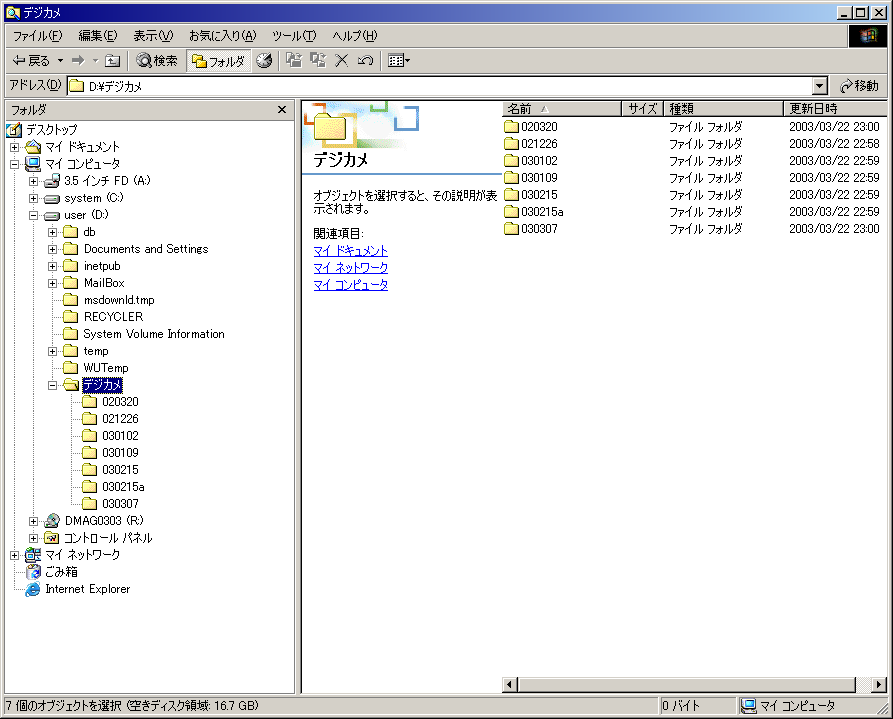 デジカメ
ファイル(F) 編集(E) 表示(V) お気に入り(A) ツール(T) ヘルプ(H)
戻る 検索 フォルダ
アドレス(D) D:¥デジカメ 移動
フォルダ
デスクトップ
マイ ドキュメント
マイ コンピュータ
3.5 インチ FD (A:)
system (C:)
user (D:)
db
Documents and Settings
inetpub
MailBox
msdownld.tmp
RECYCLER
System Volume Information
temp
WUTemp
デジカメ
020320
021226
030102
030109
030215
030215a
030307
DMAG0303 (R:)
コントロール パネル
マイ ネットワーク
ごみ箱
Internet Explorer
デジカメ
オブジェクトを選択すると、その説明が表
示されます。
関連項目:
マイ ドキュメント
マイ ネットワーク
マイ コンピュータ
名前 サイズ 種類 更新日時
020320 ファイル フォルダ 2003/03/22 23:00
021226 ファイル フォルダ 2003/03/22 22:58
030102 ファイル フォルダ 2003/03/22 22:59
030109 ファイル フォルダ 2003/03/22 22:59
030215 ファイル フォルダ 2003/03/22 22:59
030215a ファイル フォルダ 2003/03/22 22:59
030307 ファイル フォルダ 2003/03/22 23:00
7 個のオブジェクトを選択 (空きディスク領域: 16.7 GB) 0 バイト マイ コンピュータ